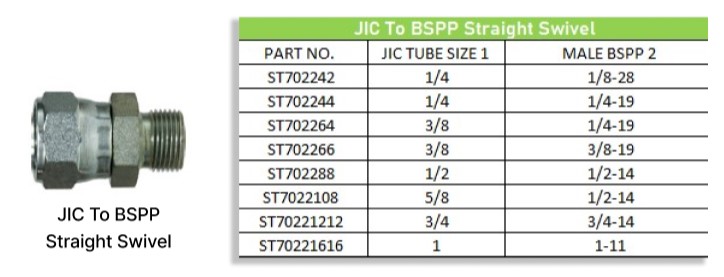 JIC To BSPP Straight Swivel
PART NO. JIC TUBE SIZE 1 MALE BSPP 2
ST702242 1/4 1/8-28
ST702244 1/4 1/4-19
ST702264 3/8 1/4-19
ST702266 3/8 3/8-19
ST702288 1/2 1/2-14
ST7022108 5/8 1/2-14
ST70221212 3/4 3/4-14
ST70221616 1 1-11
JIC To BSPP
Straight Swivel